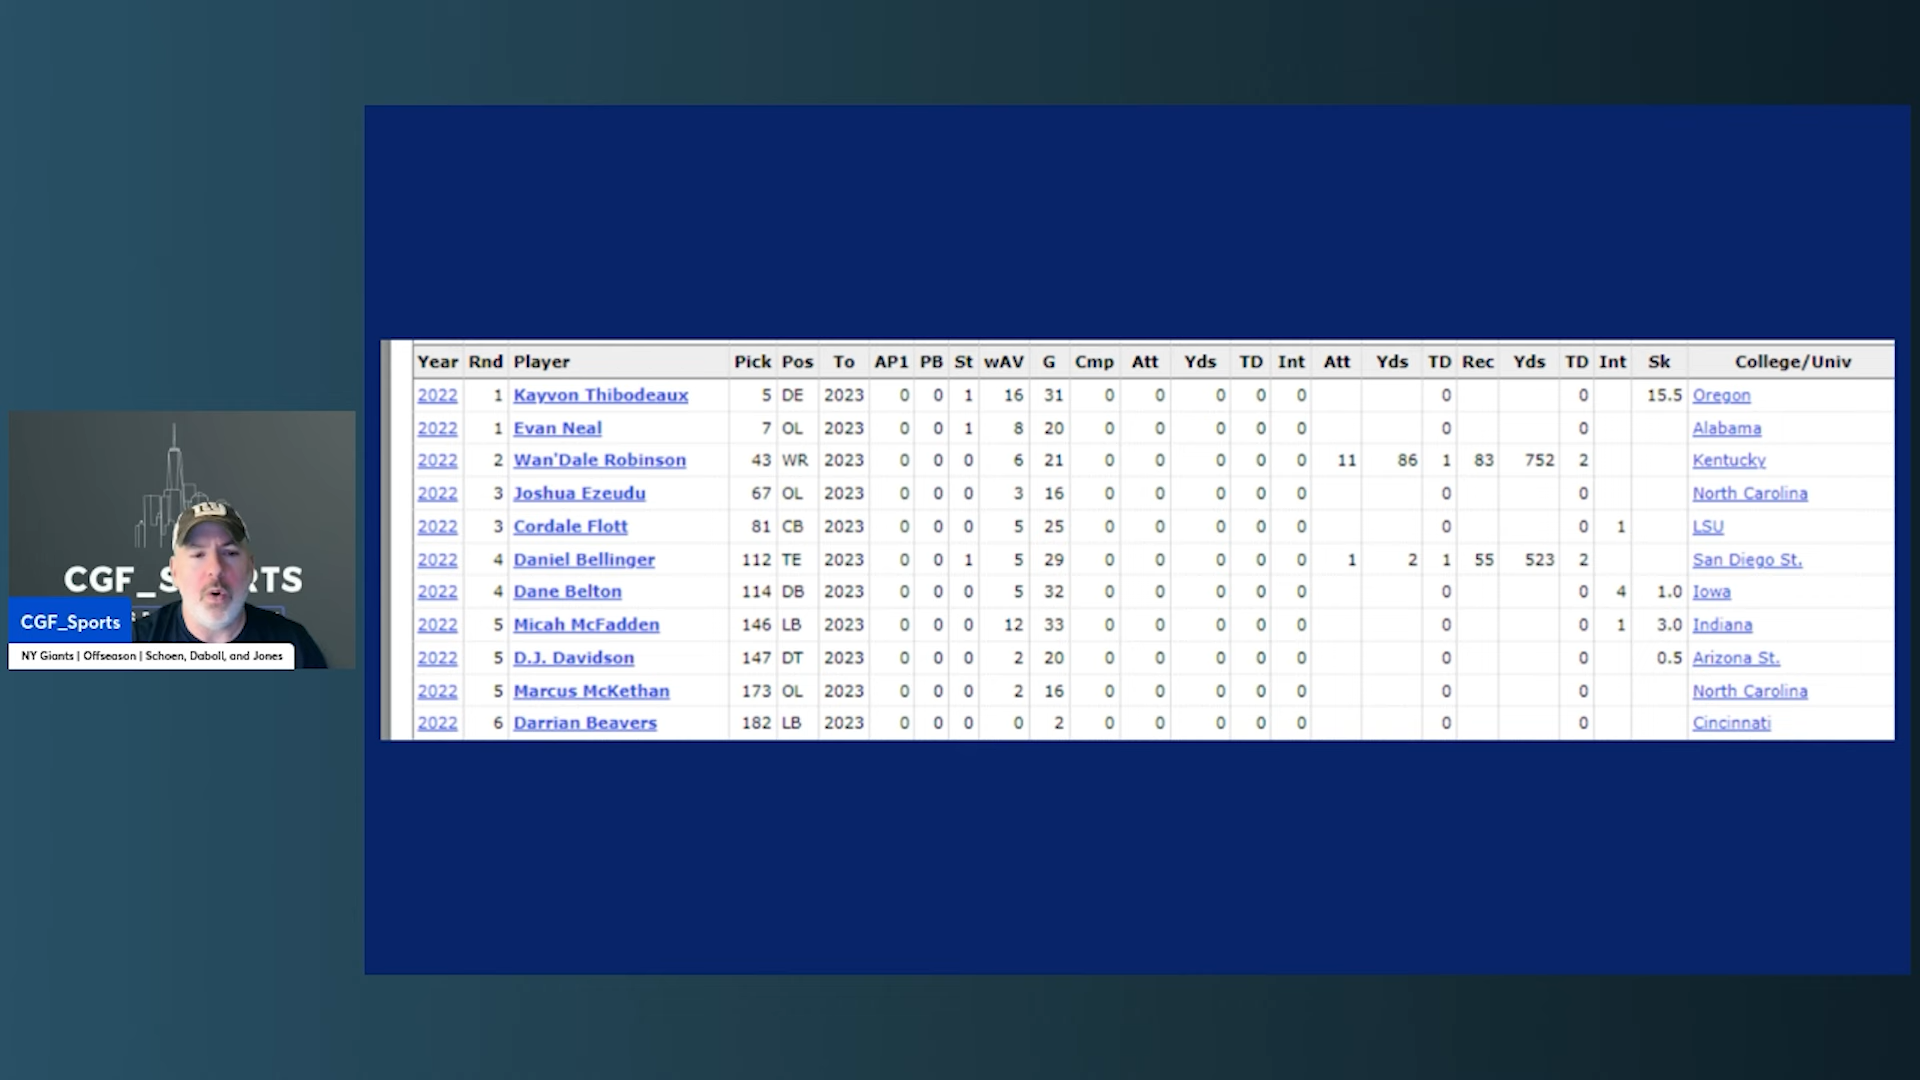 Year Rnd Player Pick Pos To AP1 PB St wAV G Cmp Att Yds TD Int Att Yds TD Rec Yds TD Int Sk College/Univ
2022 1 Kayvon Thibodeaux 5 DE 2023 0 0 1 16 31 0 0 0 0 0 0 0 15.5 Oregon
2022 1 Evan Neal 7 OL 2023 0 0 1 8 20 0 0 0 0 0 0 0 Alabama
2022 2 Wan'Dale Robinson 43 WR 2023 0 0 0 6 21 0 0 0 0 0 11 86 1 83 752 2 Kentucky
2022 3 Joshua Ezeudu 67 OL 2023 0 0 0 3 16 0 0 0 0 0 0 0 North Carolina
2022 3 Cordale Flott 81 CB 2023 0 0 0 5 25 0 0 0 0 0 0 0 1 LSU
2022 4 Daniel Bellinger 112 TE 2023 0 0 1 5 29 0 0 0 0 0 1 2 1 55 523 2 San Diego St.
2022 4 Dane Belton 114 DB 2023 0 0 0 5 32 0 0 0 0 0 0 0 4 1.0 Iowa
2022 5 Micah McFadden 146 LB 2023 0 0 0 12 33 0 0 0 0 0 0 0 1 3.0 Indiana
2022 5 D.J. Davidson 147 DT 2023 0 0 0 2 20 0 0 0 0 0 0 0 0.5 Arizona St.
2022 5 Marcus McKethan 173 OL 2023 0 0 0 2 16 0 0 0 0 0 0 0 North Carolina
2022 6 Darrian Beavers 182 LB 2023 0 0 0 0 2 0 0 0 0 0 0 0 Cincinnati
CGF_S RTS
CGF_Sports
NY Giants | Offseason | Schoen, Daboll, and Jones